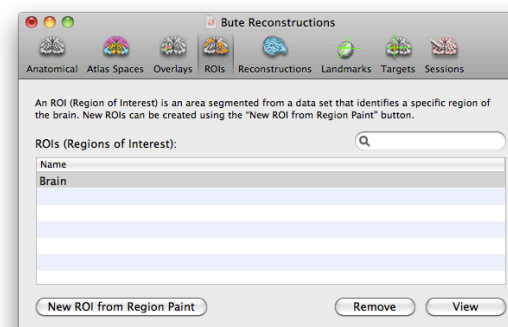 Bute Reconstructions
Anatomical Atlas Spaces Overlays ROIs Reconstructions Landmarks Targets Sessions
An ROI (Region of Interest) is an area segmented from a data set that identifies a specific region of
the brain. New ROIs can be created using the “New ROI from Region Paint” button.
ROIs (Regions of Interest):
Name
Brain
New ROI from Region Paint Remove View